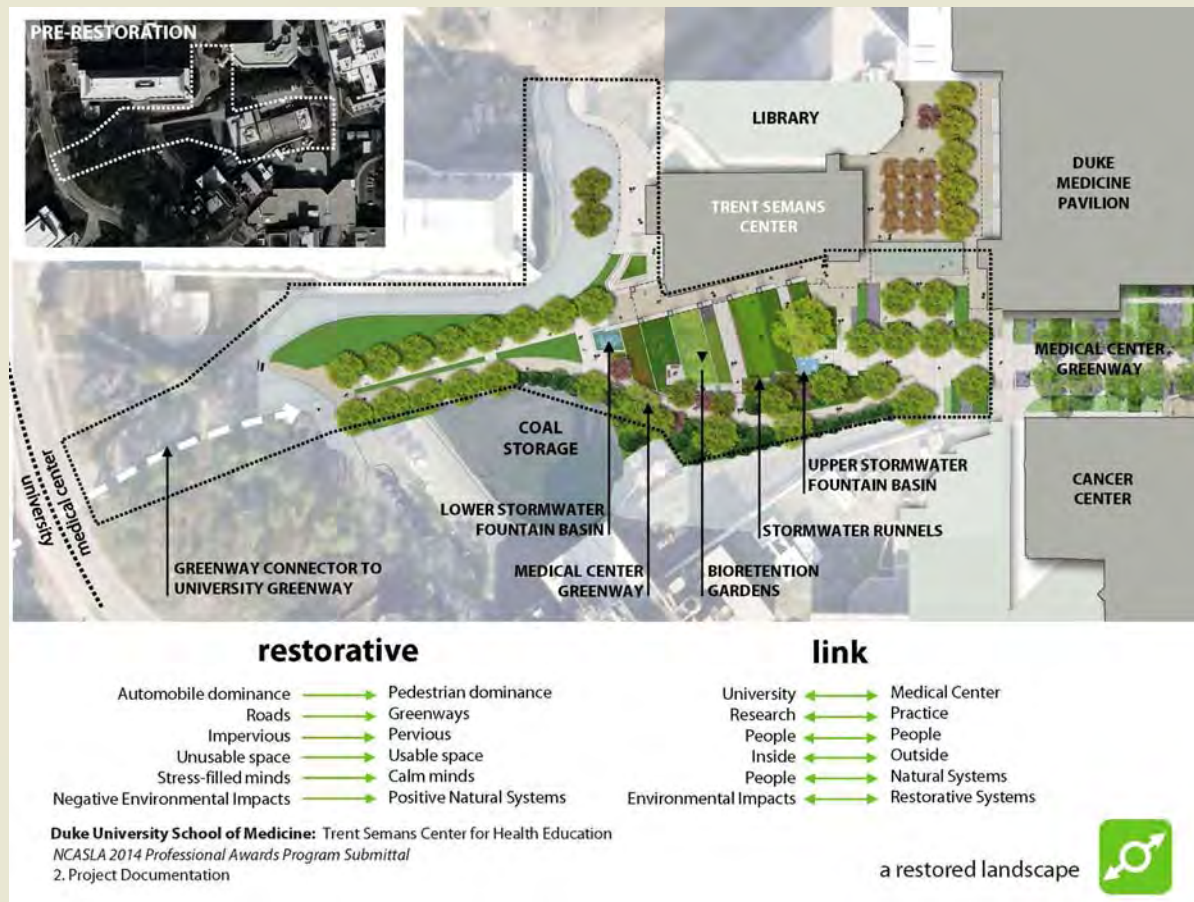 PRE-RESTORATION
LIBRARY
DUKE
MEDICINE
PAVILION
TRENT SEMANS
CENTER
MEDICAL CENTER
GREENWAY
COAL
STORAGE
CANCER
CENTER
university
medical center
UPPER STORMWATER
FOUNTAIN BASIN
LOWER STORMWATER
FOUNTAIN BASIN
STORMWATER RUNNELS
GREENWAY CONNECTOR TO
UNIVERSITY GREENWAY
MEDICAL CENTER
GREENWAY
BIORETENTION
GARDENS
restorative
Automobile dominance Pedestrian dominance
Roads Greenways
Impervious Pervious
Unusable space Usable space
Stress-filled minds Calm minds
Negative Environmental Impacts Positive Natural Systems
link
University Medical Center
Research Practice
People People
Inside Outside
People Natural Systems
Environmental Impacts Restorative Systems
Duke University School of Medicine: Trent Semans Center for Health Education
NCASLA 2014 Professional Awards Program Submittal
2. Project Documentation
a restored landscape